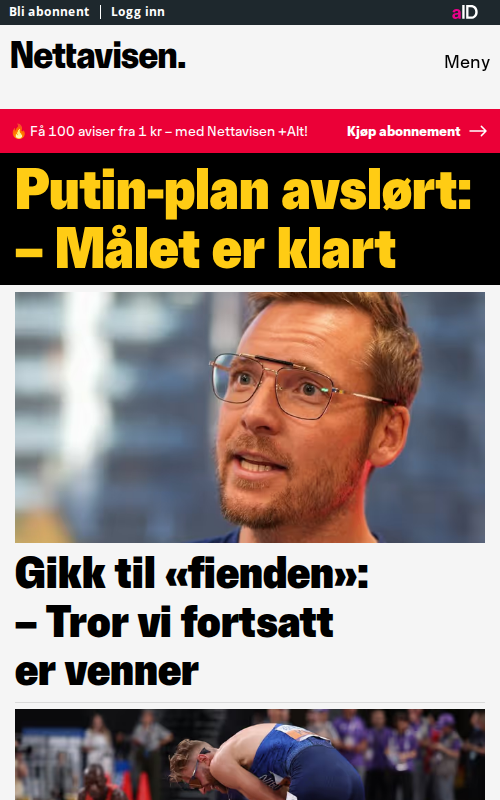 Bli abonnent | Logg inn
aID
Nettavisen.
Meny
🔥 Få 100 aviser fra 1 kr – med Nettavisen +Alt!
Kjøp abonnement →
Putin-plan avslørt:
– Målet er klart
Gikk til «fienden»:
– Tror vi fortsatt
er venner